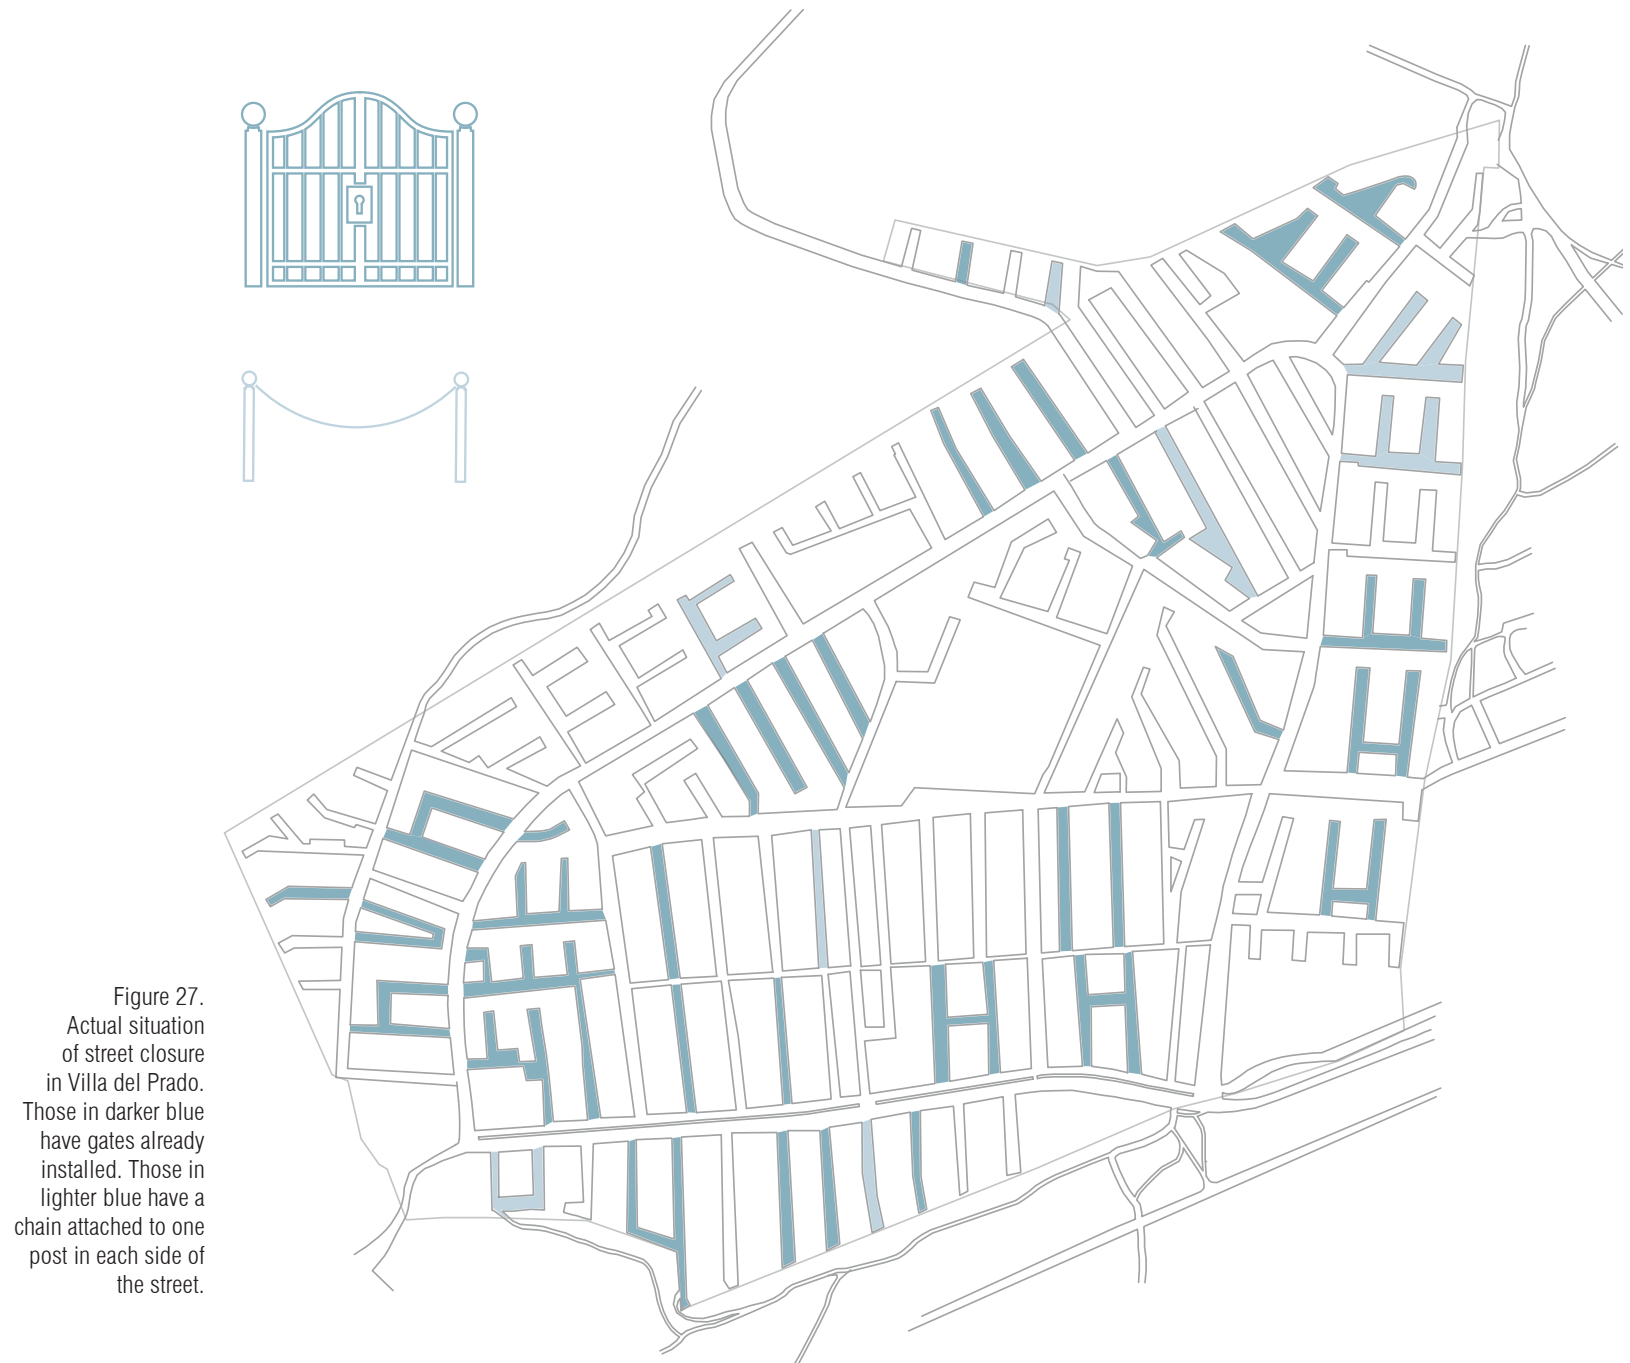 Figure 27.
Actual situation
of street closure
in Villa del Prado.
Those in darker blue
have gates already
installed. Those in
lighter blue have a
chain attached to one
post in each side of
the street.